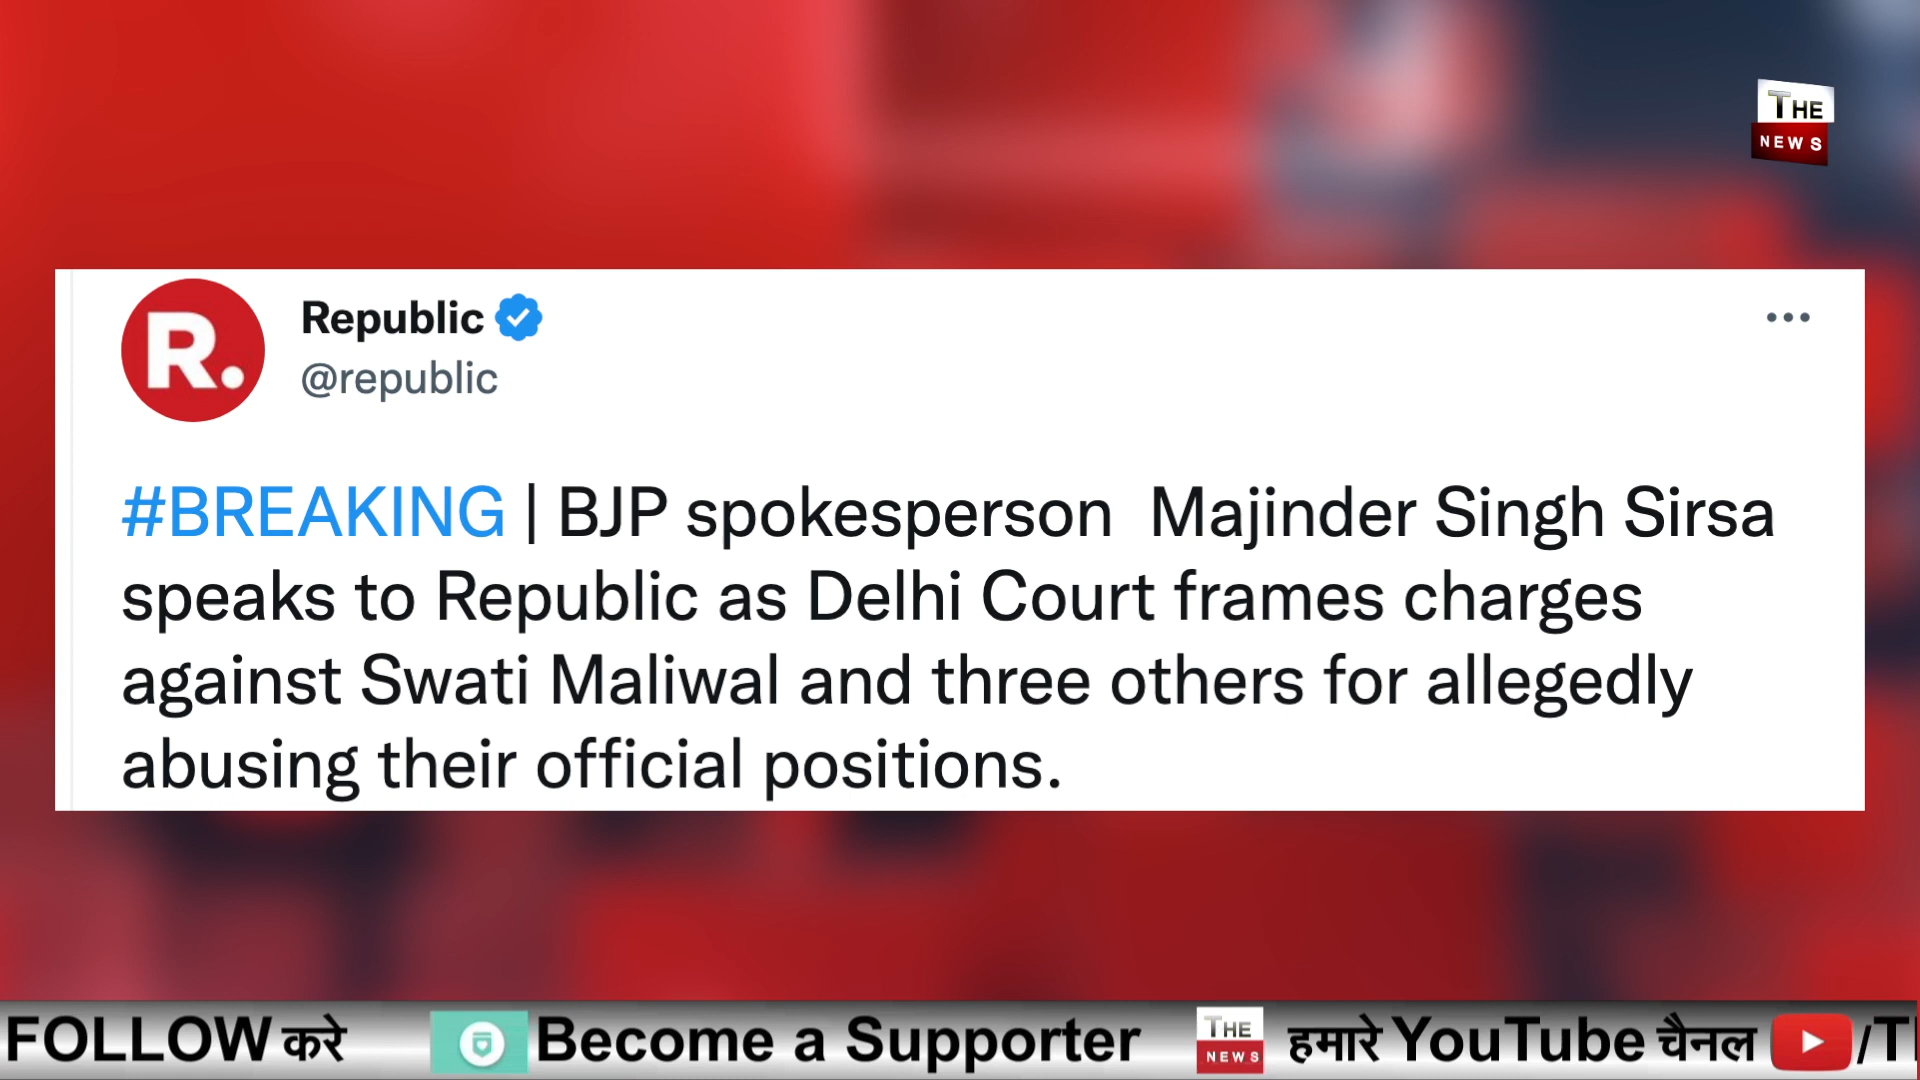 THE
NEWS
R.
Republic
@republic
#BREAKING | BJP spokesperson Majinder Singh Sirsa
speaks to Republic as Delhi Court frames charges
against Swati Maliwal and three others for allegedly
abusing their official positions.
FOLLOW करे Become a Supporter THE NEWS हमारे YouTube चैनल /T